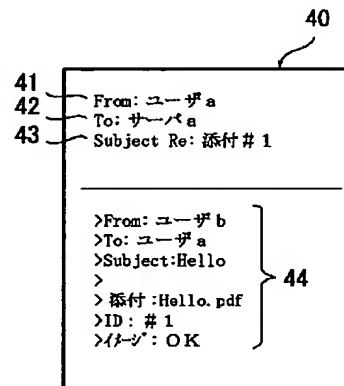 40
41 From: ユーザa
42 To: サーバa
43 Subject Re: 添付#1
>From: ユーザb
>To: ユーザa
>Subject:Hello
>
> 添付:Hello.pdf
>ID: #1
>ｲﾒｰｼﾞ: OK
44